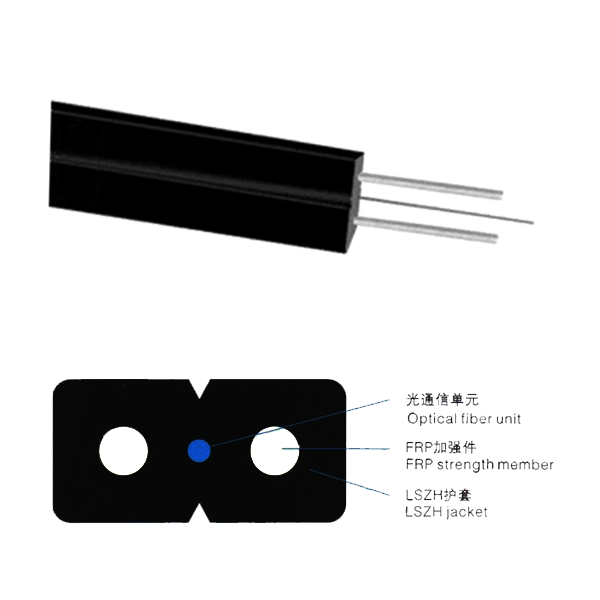 光通信单元
Optical fiber unit
FRP加强件
FRP strength member
LSZH护套
LSZH jacket